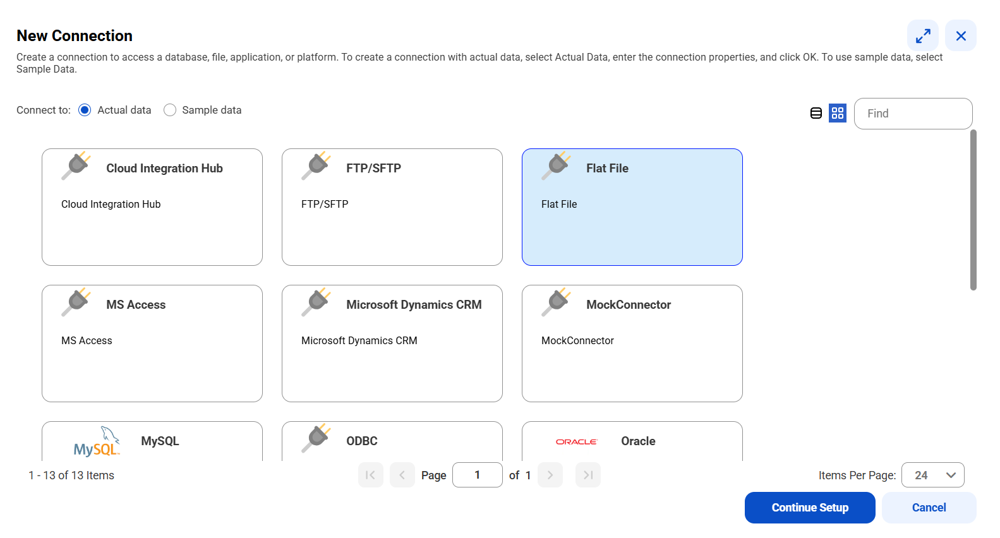 New Connection
Create a connection to access a database, file, application, or platform. To create a connection with actual data, select Actual Data, enter the connection properties, and click OK. To use sample data, select
Sample Data.
Connect to: Actual data Sample data
Find
Cloud Integration Hub
Cloud Integration Hub
FTP/SFTP
FTP/SFTP
Flat File
Flat File
MS Access
MS Access
Microsoft Dynamics CRM
Microsoft Dynamics CRM
MockConnector
MockConnector
MySQL
MySQL
ODBC
ORACLE
Oracle
1 - 13 of 13 Items
Page 1 of 1
Items Per Page: 24
Continue Setup
Cancel